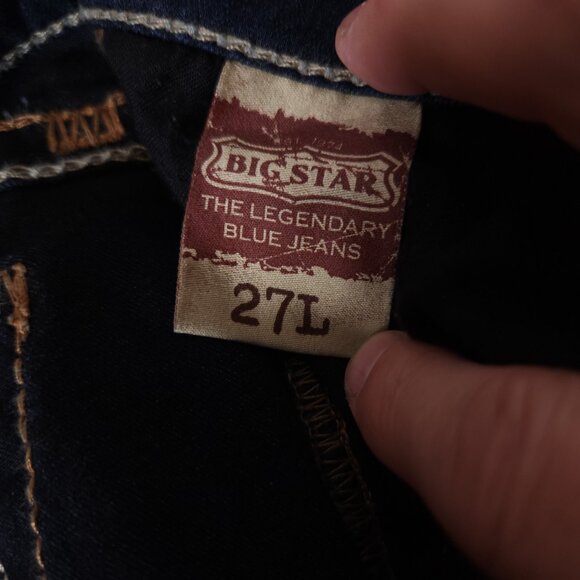 BIG STAR
THE LEGENDARY
BLUE JEANS
27L